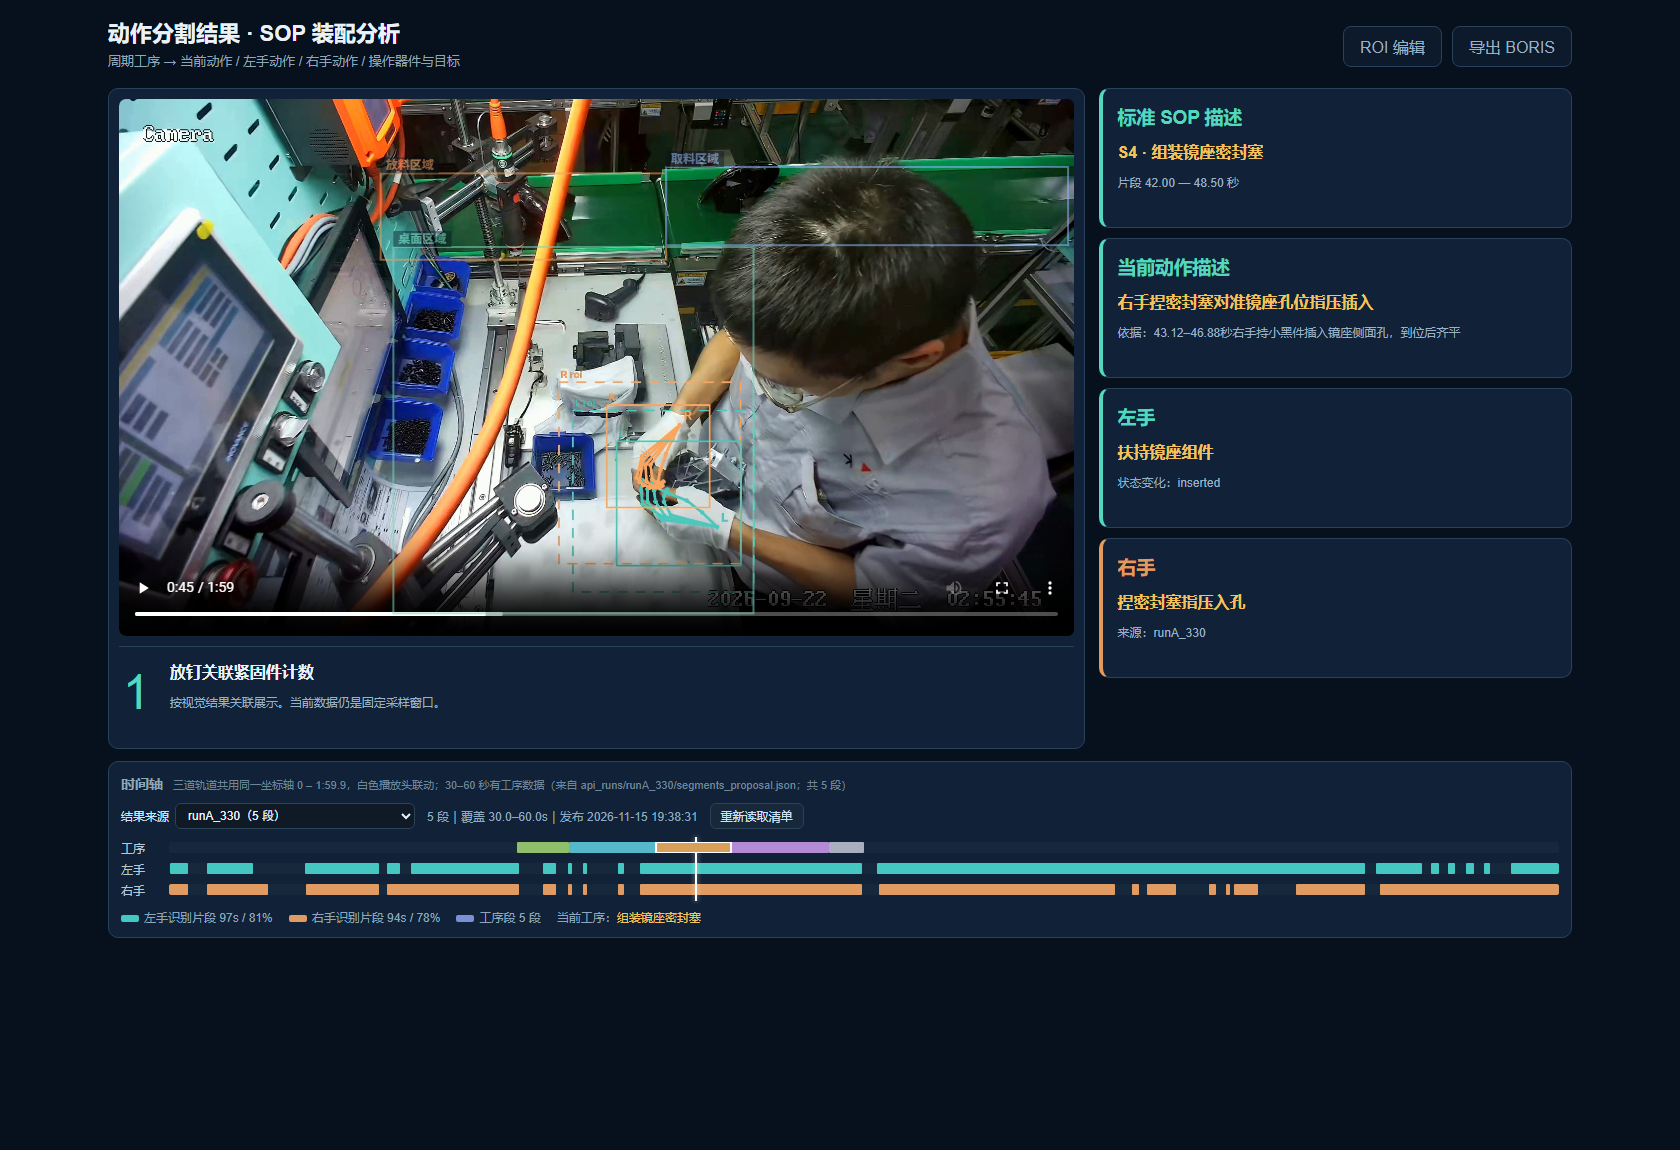 动作分割结果 · SOP 装配分析
周期工序 → 当前动作 / 左手动作 / 右手动作 / 操作器件与目标
ROI 编辑
导出 BORIS
Camera
放料区域
取料区域
桌面区域
R roi
R
L
0:45 / 1:59
2026-09-22 星期二 02:55:45
1
放钉关联紧固件计数
按视觉结果关联展示。当前数据仍是固定采样窗口。
标准 SOP 描述
S4 · 组装镜座密封塞
片段 42.00 — 48.50 秒
当前动作描述
右手捏密封塞对准镜座孔位指压插入
依据：43.12–46.88秒右手持小黑件插入镜座侧面孔，到位后齐平
左手
扶持镜座组件
状态变化：inserted
右手
捏密封塞指压入孔
来源：runA_330
时间轴 三道轨道共用同一坐标轴 0 – 1:59.9，白色播放头联动；30–60 秒有工序数据（来自 api_runs/runA_330/segments_proposal.json；共 5 段）
结果来源 runA_330（5 段） 5 段 | 覆盖 30.0–60.0s | 发布 2026-11-15 19:38:31 重新读取清单
工序
左手
右手
左手识别片段 97s / 81% 右手识别片段 94s / 78% 工序段 5 段 当前工序：组装镜座密封塞